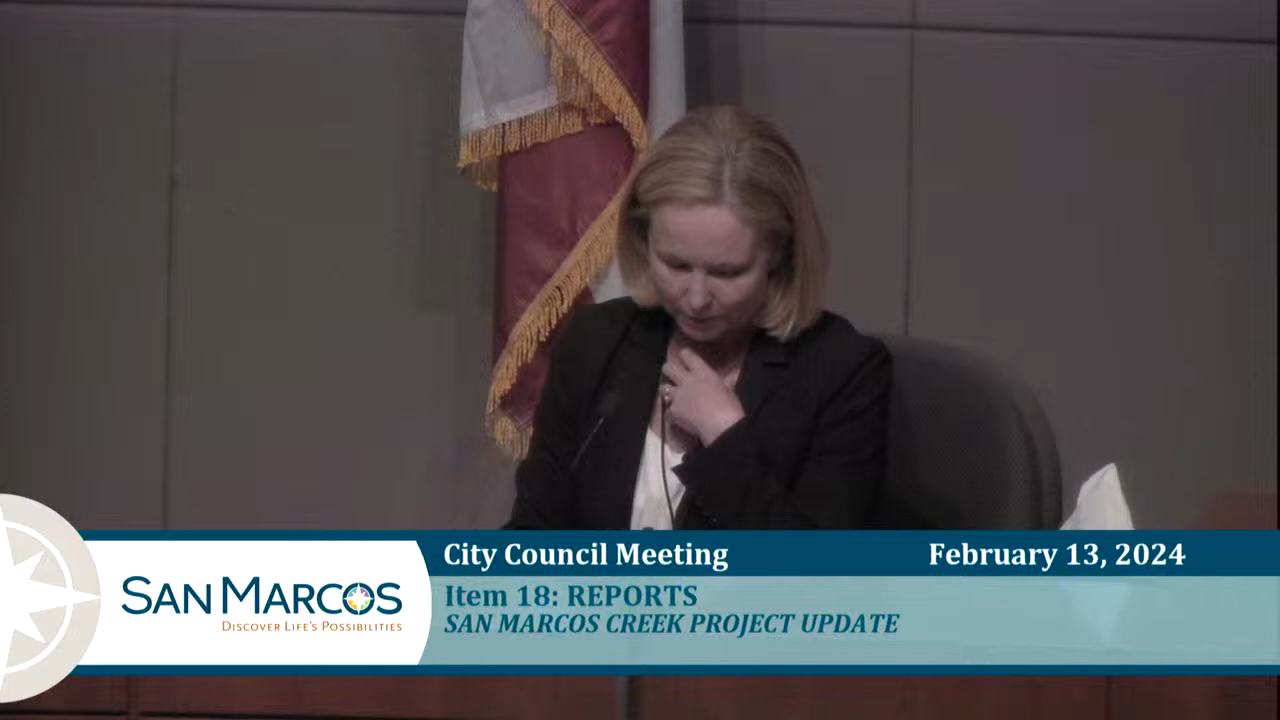 City Council Meeting
February 13, 2024
SAN MARCOS
DISCOVER LIFE'S POSSIBILITIES
Item 18: REPORTS
SAN MARCOS CREEK PROJECT UPDATE